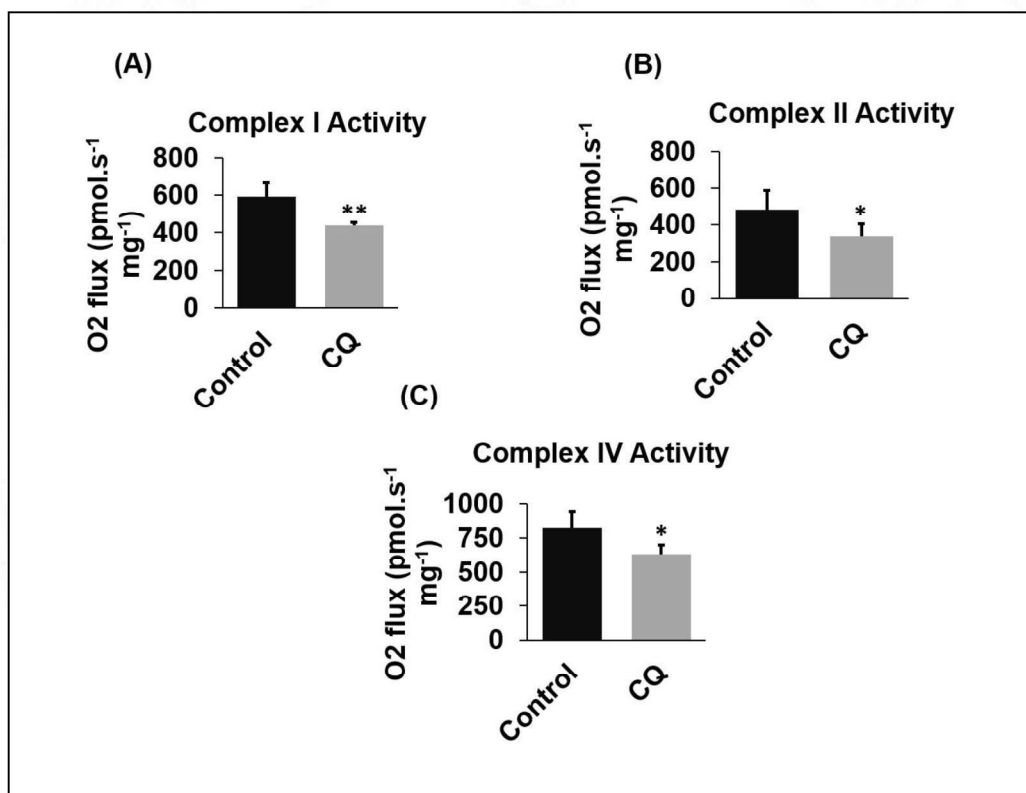 (A)
Complex I Activity
O2 flux (pmol.s-1
mg-1)
800
600
400
200
0
**
Control
CQ
(B)
Complex II Activity
O2 flux (pmol.s-1
mg-1)
800
600
400
200
0
*
Control
CQ
(C)
Complex IV Activity
O2 flux (pmol.s-1
mg-1)
1000
750
500
250
0
*
Control
CQ